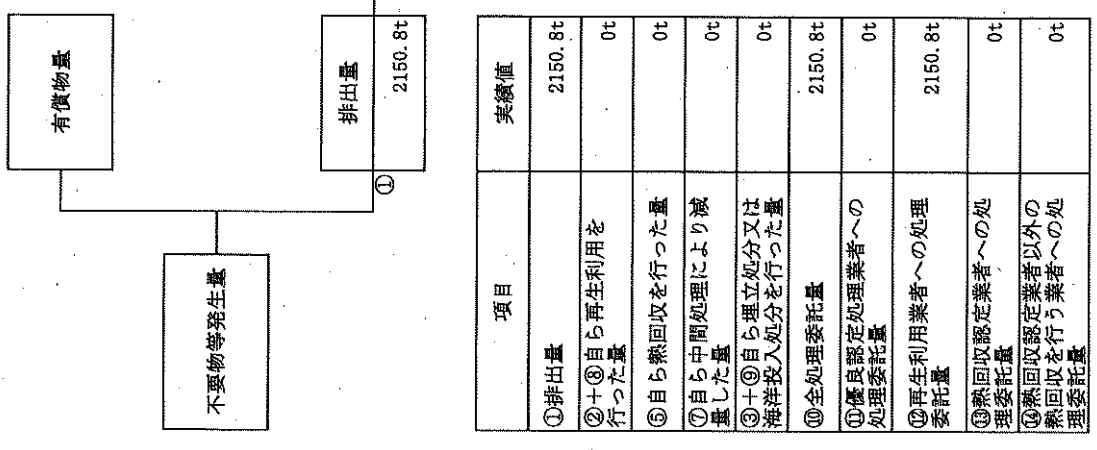 不要物等発生量
有償物量
排出量
①
2150.8t
項目
実績値
①排出量
2150.8t
②+⑧自ら再生利用を
行った量
0t
⑤自ら熱回収を行った量
0t
⑦自ら中間処理により減
量した量
0t
③+⑨自ら埋立処分又は
海洋投入処分を行った量
0t
⑩全処理委託量
2150.8t
⑪優良認定処理業者への
処理委託量
0t
⑫再生利用業者への処理
委託量
2150.8t
⑬熱回収認定業者への処
理委託量
0t
⑭熱回収認定業者以外の
熱回収を行う業者への処
理委託量
0t